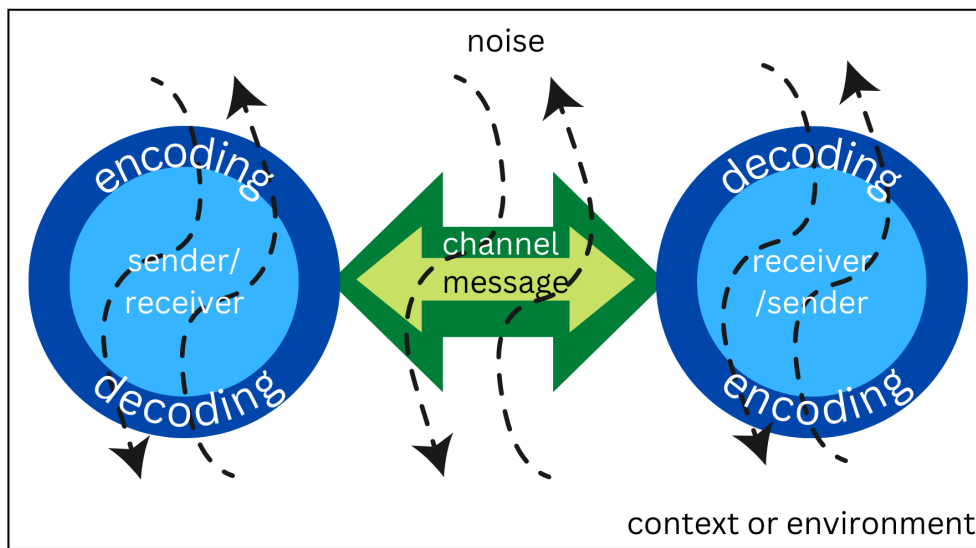 noise
encoding
sender/
receiver
decoding
channel
message
decoding
receiver
/sender
encoding
context or environment